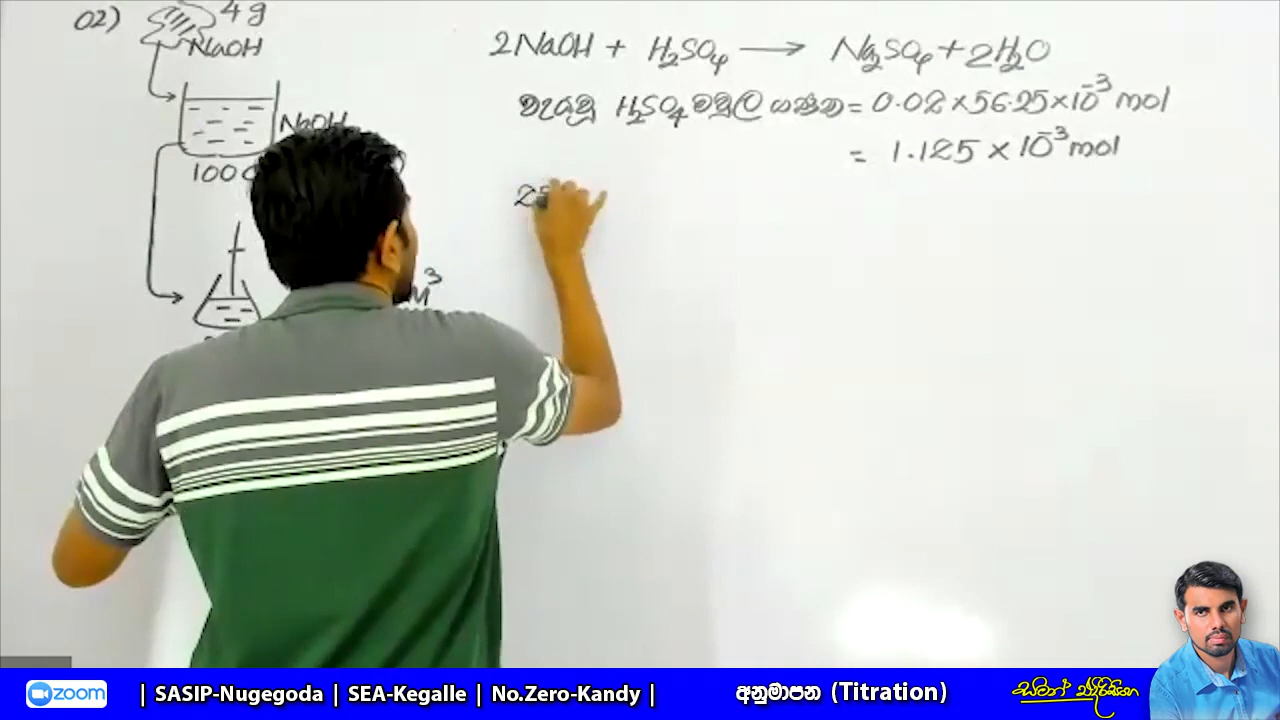 02)
4g
NaOH
NaOH
100
2NaOH + H₂SO₄ → Na₂SO₄ + 2H₂O
වැයවූ H₂SO₄ මවුල ගණන = 0.02 × 56.25 × 10⁻³ mol
= 1.125 × 10⁻³ mol
25
zoom
| SASIP-Nugegoda | SEA-Kegalle | No.Zero-Kandy |
අනුමාපන (Titration)